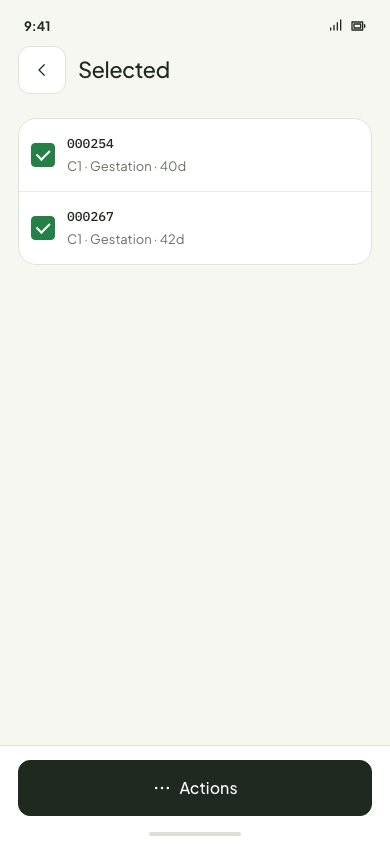 9:41
Selected
000254
C1 · Gestation · 40d
000267
C1 · Gestation · 42d
··· Actions